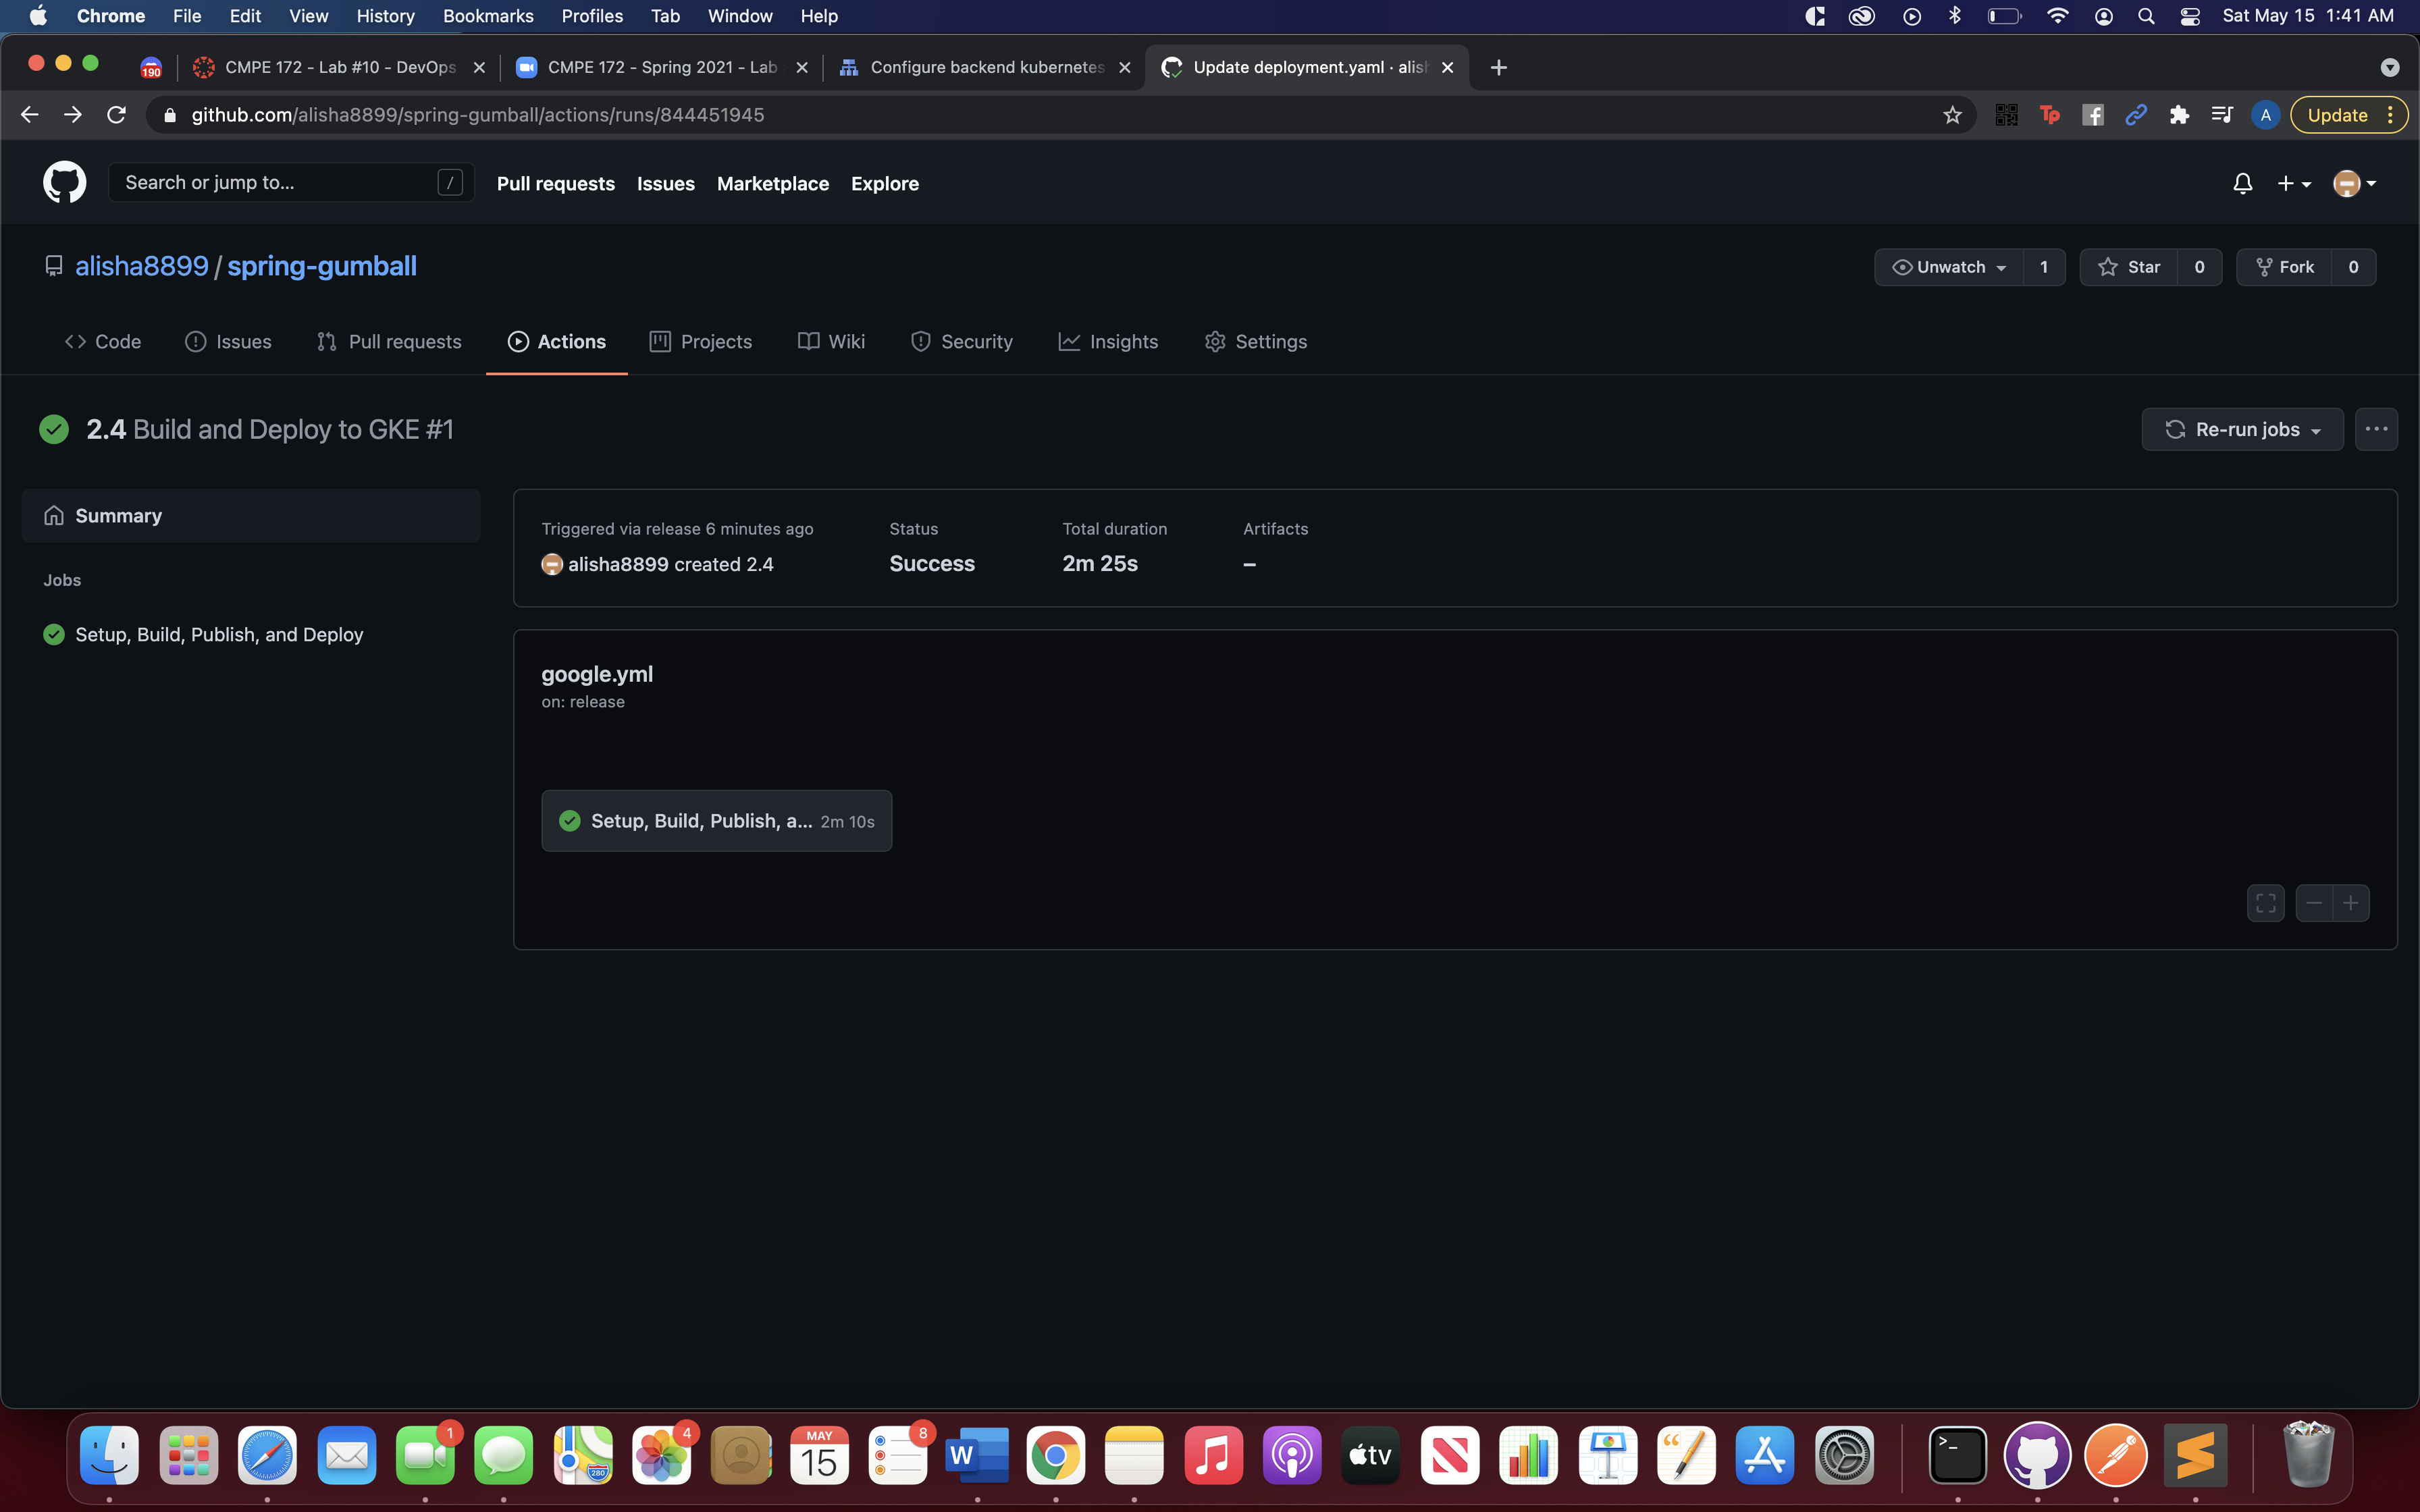 Chrome File Edit View History Bookmarks Profiles Tab Window Help Sat May 15 1:41 AM
190 CMPE 172 - Lab #10 - DevOps CMPE 172 - Spring 2021 - Lab Configure backend kubernetes Update deployment.yaml · alish
github.com/alisha8899/spring-gumball/actions/runs/844451945 Tp f A Update
Search or jump to... / Pull requests Issues Marketplace Explore
alisha8899 / spring-gumball Unwatch 1 Star 0 Fork 0
Code Issues Pull requests Actions Projects Wiki Security Insights Settings
2.4 Build and Deploy to GKE #1 Re-run jobs
Summary
Jobs
Setup, Build, Publish, and Deploy
Triggered via release 6 minutes ago Status Total duration Artifacts
alisha8899 created 2.4 Success 2m 25s –
google.yml
on: release
Setup, Build, Publish, a... 2m 10s
1 280 4 MAY 15 8 W tv >_